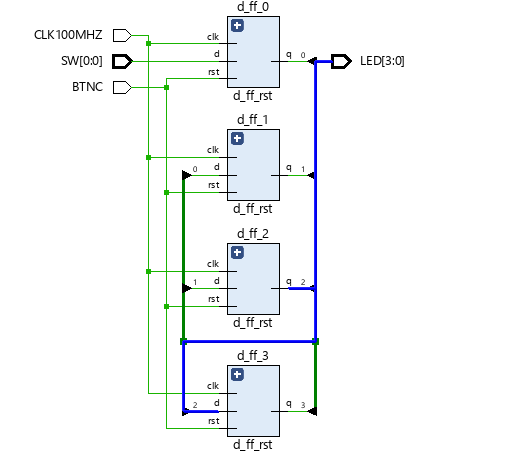 d_ff_0
CLK100MHZ
clk
SW[0:0]
d
q
0
LED[3:0]
rst
BTNC
d_ff_rst
d_ff_1
clk
0
d
q
1
rst
d_ff_rst
d_ff_2
clk
1
d
q
2
rst
d_ff_rst
d_ff_3
clk
2
d
q
3
rst
d_ff_rst